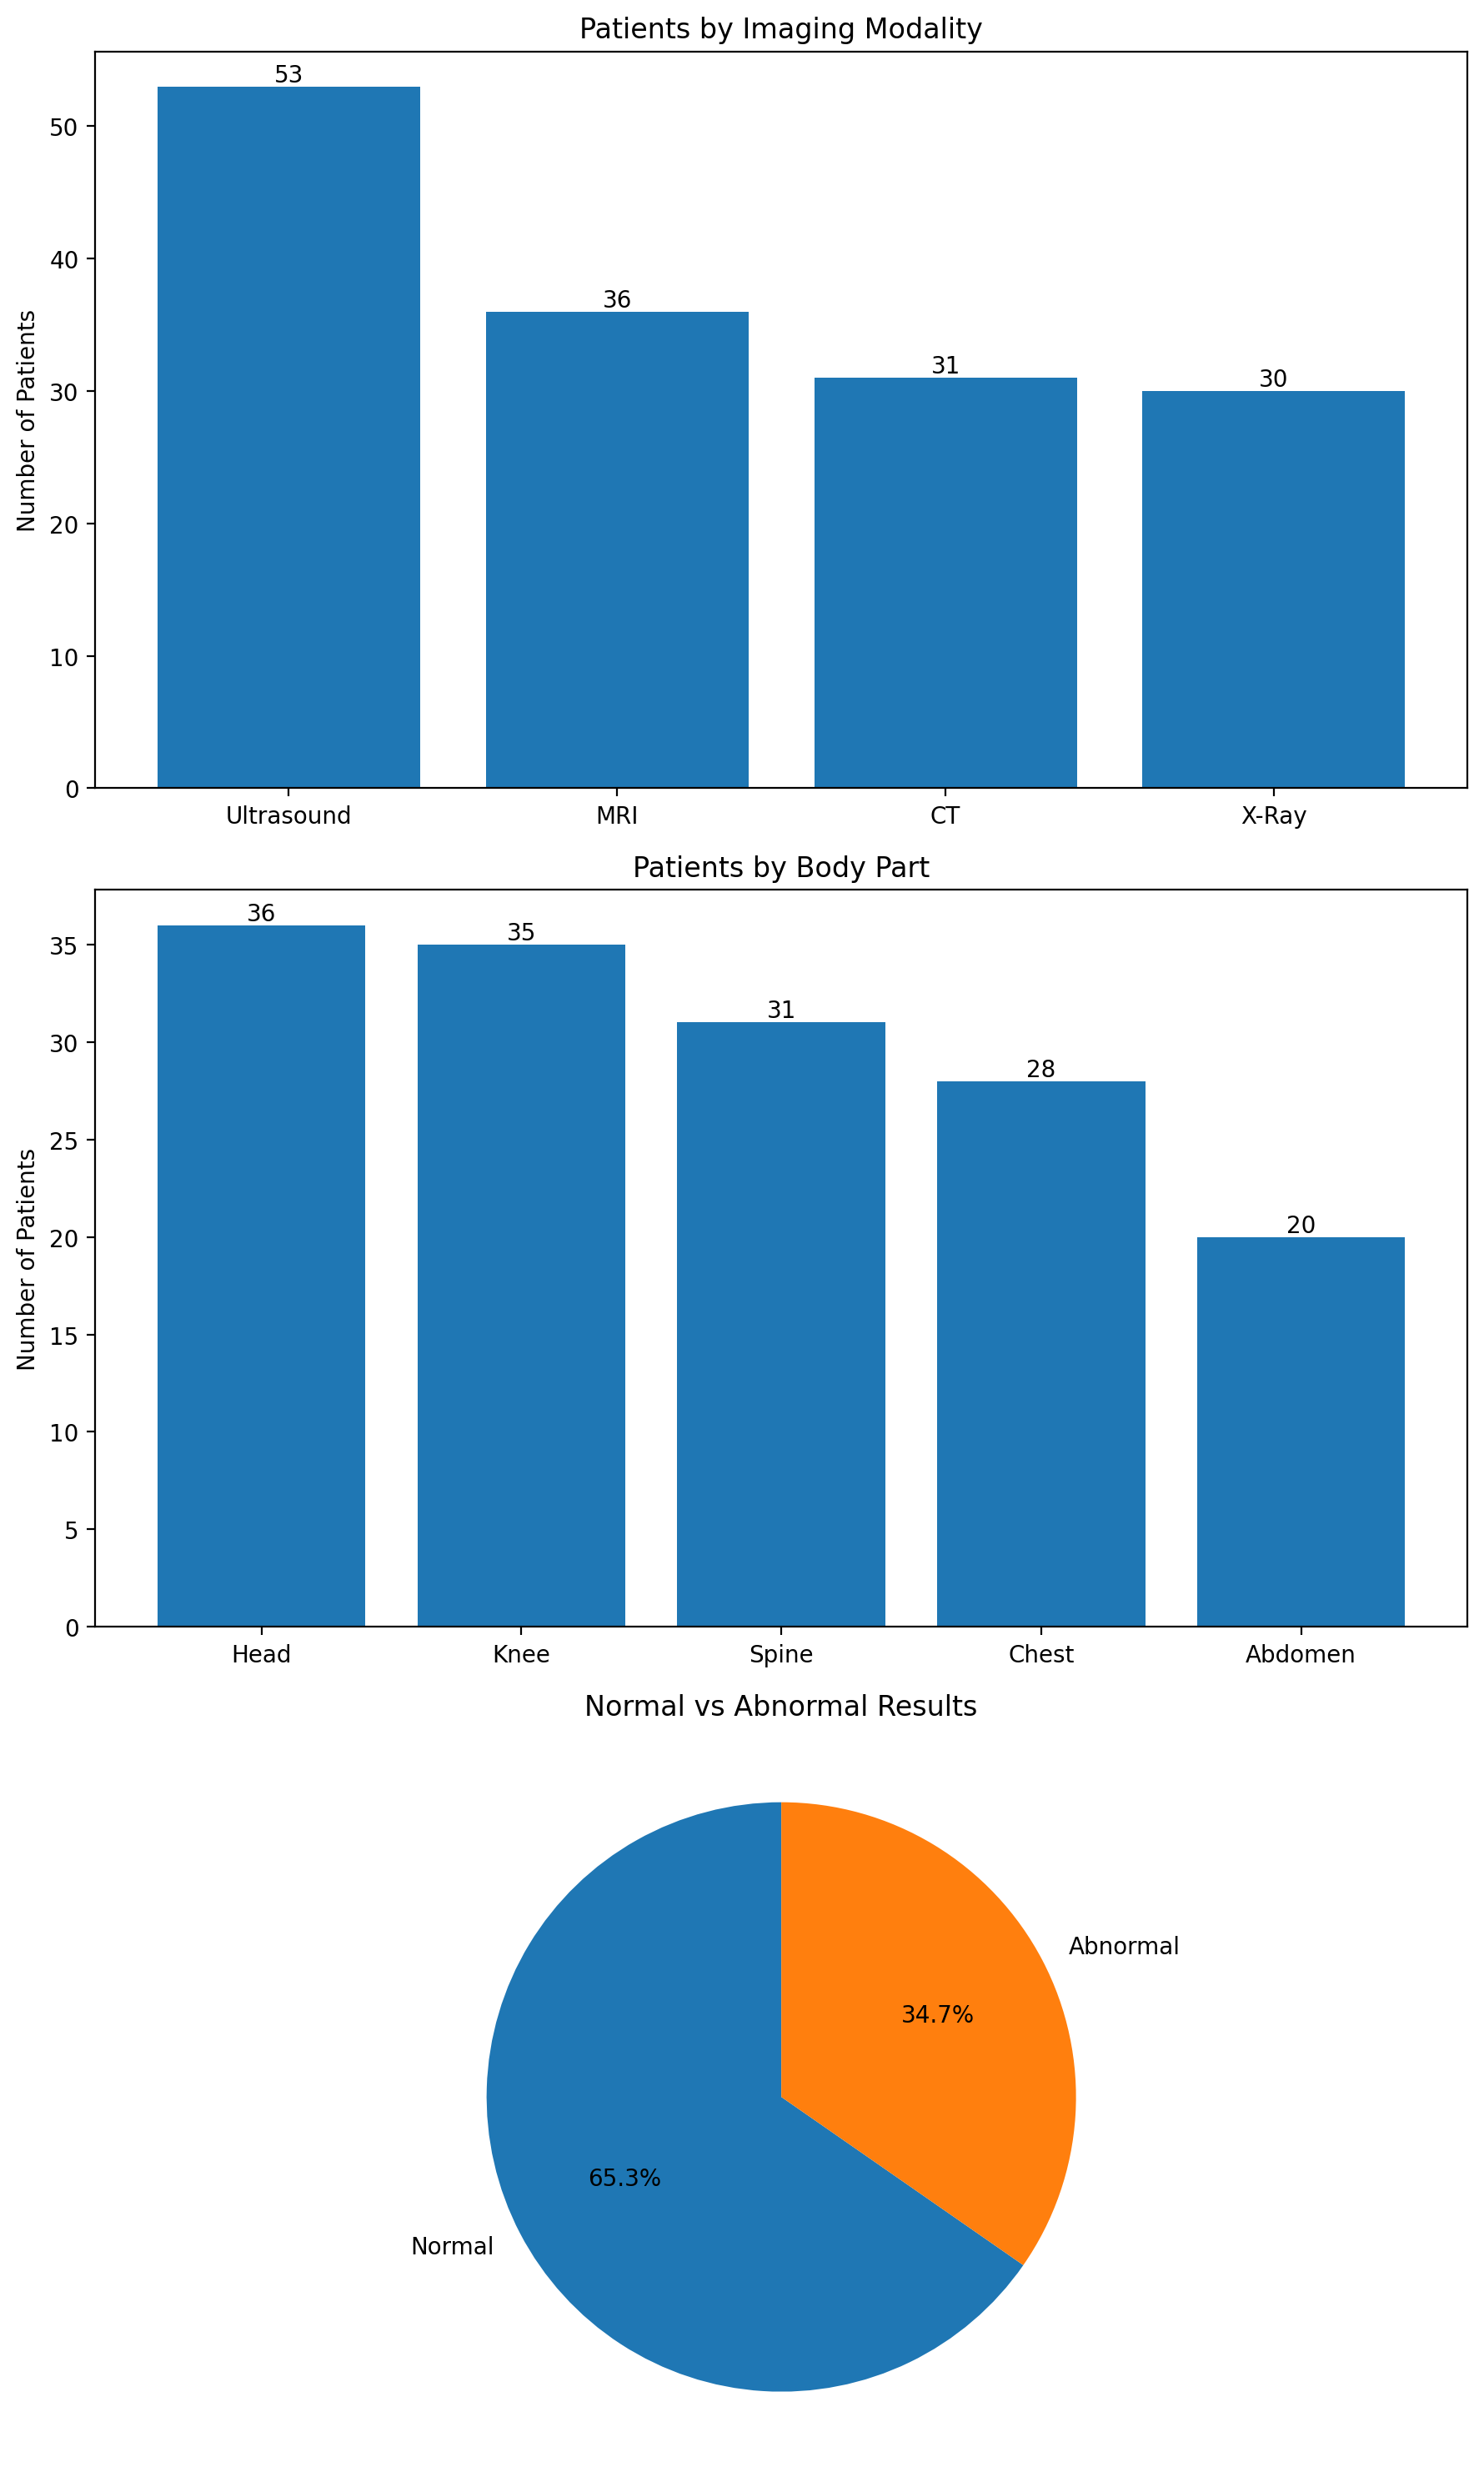 Patients by Imaging Modality
53
50
40
36
Number of Patients
31
30
30
20
10
0
Ultrasound MRI CT X-Ray
Patients by Body Part
36
35
35
31
30
28
Number of Patients
25
20
20
15
10
5
0
Head Knee Spine Chest Abdomen
Normal vs Abnormal Results
Abnormal
34.7%
65.3%
Normal